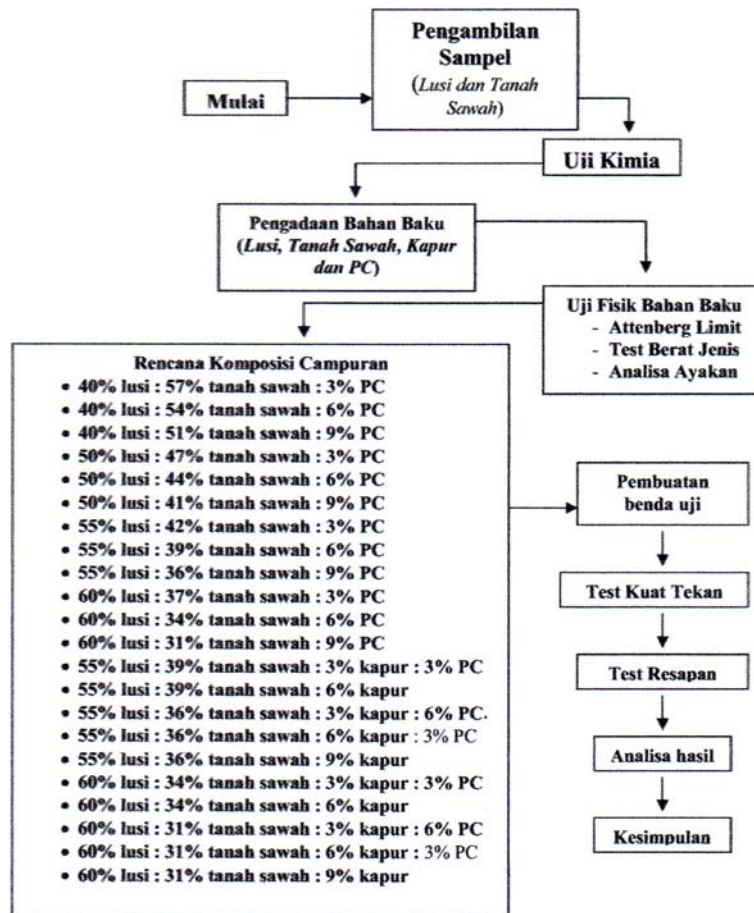 Pengambilan
Sampel
(Lusi dan Tanah
Sawah)
Mulai
Uji Kimia
Pengadaan Bahan Baku
(Lusi, Tanah Sawah, Kapur
dan PC)
Uji Fisik Bahan Baku
- Attenberg Limit
- Test Berat Jenis
- Analisa Ayakan
Rencana Komposisi Campuran
• 40% lusi : 57% tanah sawah : 3% PC
• 40% lusi : 54% tanah sawah : 6% PC
• 40% lusi : 51% tanah sawah : 9% PC
• 50% lusi : 47% tanah sawah : 3% PC
• 50% lusi : 44% tanah sawah : 6% PC
• 50% lusi : 41% tanah sawah : 9% PC
• 55% lusi : 42% tanah sawah : 3% PC
• 55% lusi : 39% tanah sawah : 6% PC
• 55% lusi : 36% tanah sawah : 9% PC
• 60% lusi : 37% tanah sawah : 3% PC
• 60% lusi : 34% tanah sawah : 6% PC
• 60% lusi : 31% tanah sawah : 9% PC
• 55% lusi : 39% tanah sawah : 3% kapur : 3% PC
• 55% lusi : 39% tanah sawah : 6% kapur
• 55% lusi : 36% tanah sawah : 3% kapur : 6% PC.
• 55% lusi : 36% tanah sawah : 6% kapur : 3% PC
• 55% lusi : 36% tanah sawah : 9% kapur
• 60% lusi : 34% tanah sawah : 3% kapur : 3% PC
• 60% lusi : 34% tanah sawah : 6% kapur
• 60% lusi : 31% tanah sawah : 3% kapur : 6% PC
• 60% lusi : 31% tanah sawah : 6% kapur : 3% PC
• 60% lusi : 31% tanah sawah : 9% kapur
Pembuatan
benda uji
Test Kuat Tekan
Test Resapan
Analisa hasil
Kesimpulan